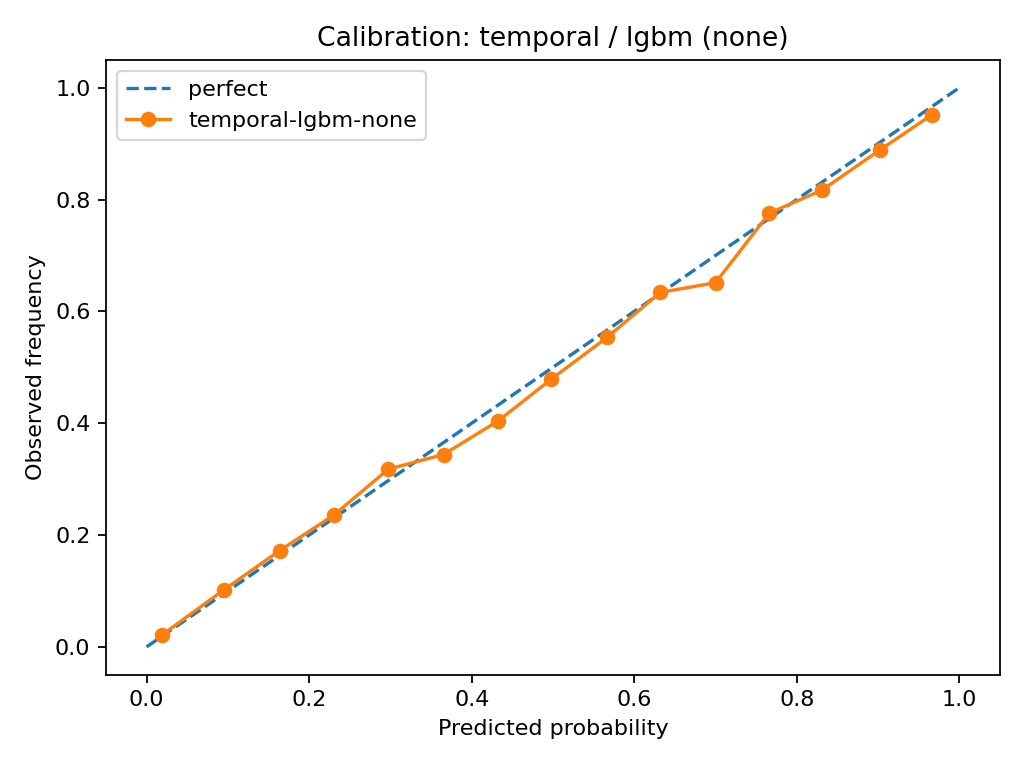 Calibration: temporal / lgbm (none)
perfect
temporal-lgbm-none
1.0
0.8
0.6
0.4
0.2
0.0
Observed frequency
0.0 0.2 0.4 0.6 0.8 1.0
Predicted probability